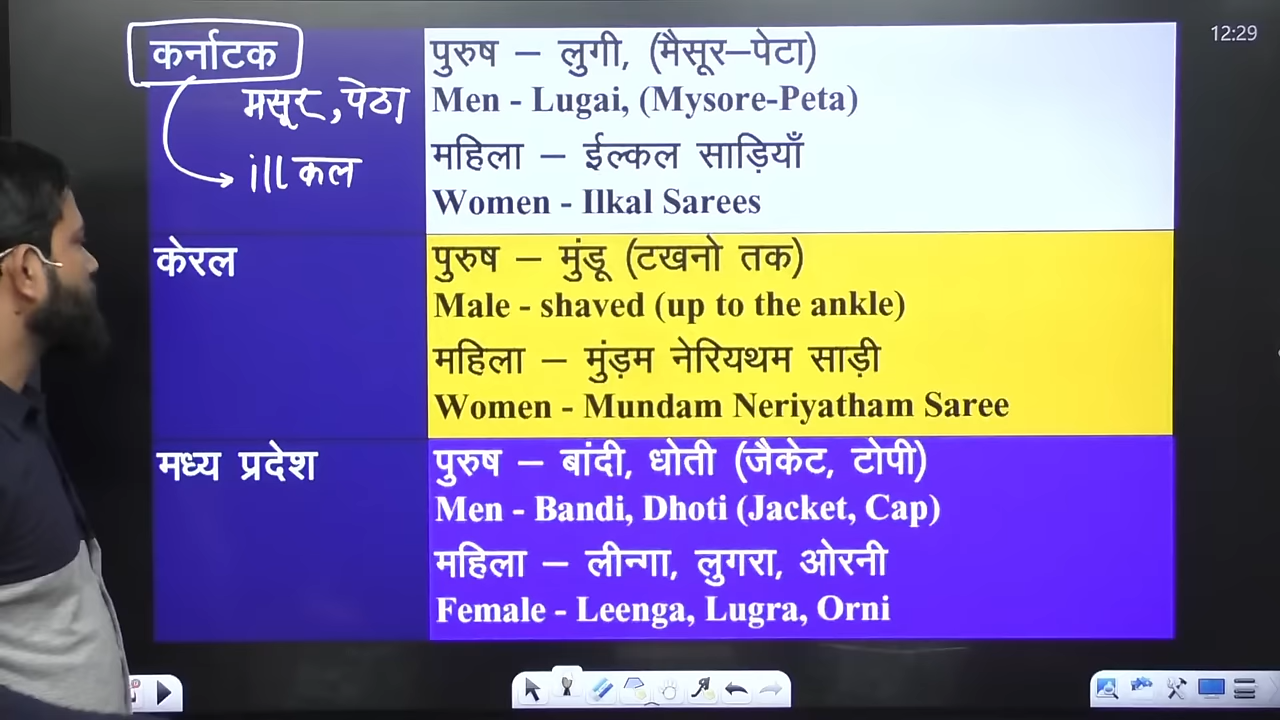 12:29
कर्नाटक
मसूर, पेठा
ill कल
पुरुष – लुगी, (मैसूर–पेटा)
Men - Lugai, (Mysore-Peta)
महिला – ईल्कल साड़ियाँ
Women - Ilkal Sarees
केरल
पुरुष – मुंडू (टखनो तक)
Male - shaved (up to the ankle)
महिला – मुंड़म नेरियथम साड़ी
Women - Mundam Neriyatham Saree
मध्य प्रदेश
पुरुष – बांदी, धोती (जैकेट, टोपी)
Men - Bandi, Dhoti (Jacket, Cap)
महिला – लीन्गा, लुगरा, ओरनी
Female - Leenga, Lugra, Orni